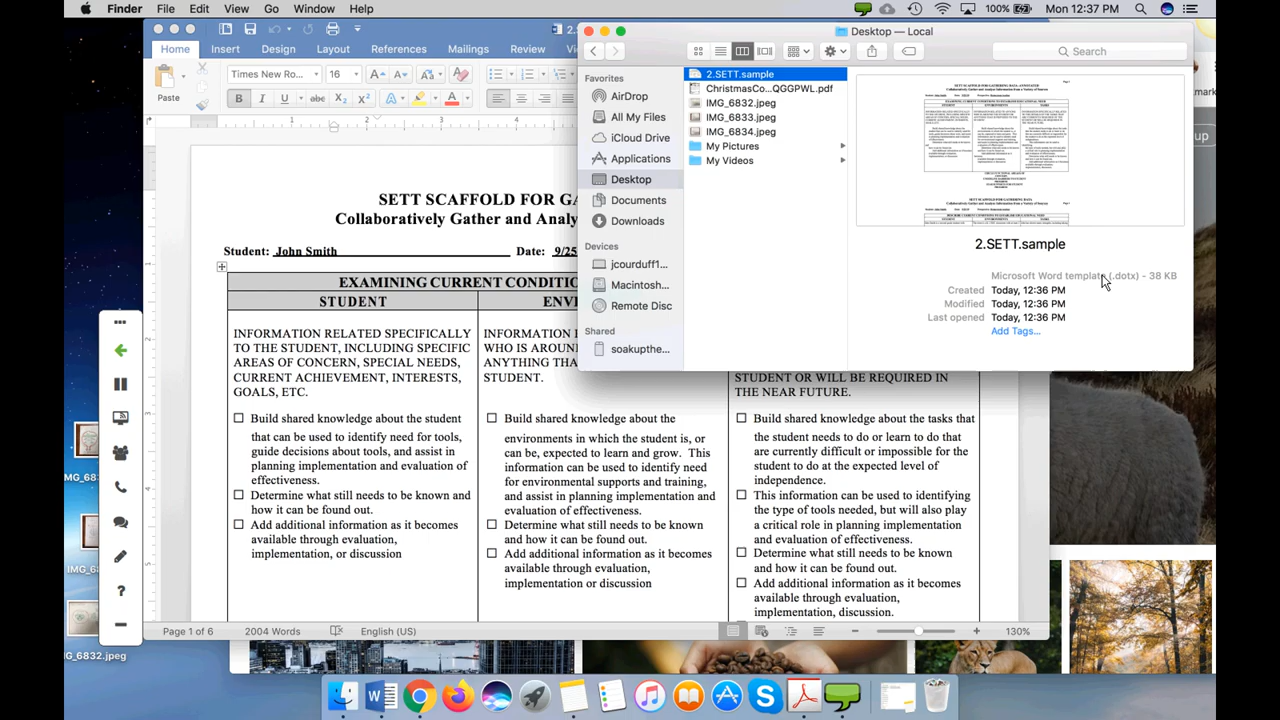 Finder File Edit View Go Window Help
100% Mon 12:37 PM
Home Insert Design Layout References Mailings Review
Paste
Times New Ro... 16
B I U abe X X A A
Desktop — Local
Search
Favorites
AirDrop
All My Files
iCloud Drive
Applications
Desktop
Documents
Downloads
Devices
jcourduff1...
Macintosh...
Remote Disc
Shared
soakupthe...
2.SETT.sample
ChristmasCo...QGGPWL.pdf
IMG_6832.jpeg
IMG_6833.jpeg
IMG_6834.jpeg
My Pictures
My Videos
2.SETT.sample
Microsoft Word template (.dotx) - 38 KB
Created Today, 12:36 PM
Modified Today, 12:36 PM
Last opened Today, 12:36 PM
Add Tags...
SETT SCAFFOLD FOR GA
Collaboratively Gather and Analy
Student: John Smith Date: 9/25
EXAMINING CURRENT CONDITIO
STUDENT
ENVI
INFORMATION RELATED SPECIFICALLY
TO THE STUDENT, INCLUDING SPECIFIC
AREAS OF CONCERN, SPECIAL NEEDS,
CURRENT ACHIEVEMENT, INTERESTS,
GOALS, ETC.
Build shared knowledge about the student
that can be used to identify need for tools,
guide decisions about tools, and assist in
planning implementation and evaluation of
effectiveness.
Determine what still needs to be known and
how it can be found out.
Add additional information as it becomes
available through evaluation,
implementation, or discussion
INFORMATION
WHY IS AROUN
ANYTHING THA
STUDENT.
Build shared knowledge about the
environments in which the student is, or
can be, expected to learn and grow. This
information can be used to identify need
for environmental supports and training,
and assist in planning implementation and
evaluation of effectiveness.
Determine what still needs to be known
and how it can be found out.
Add additional information as it becomes
available through evaluation,
implementation or discussion
STUDENT OR WILL BE REQUIRED IN
THE NEAR FUTURE.
Build shared knowledge about the tasks that
the student needs to do or learn to do that
are currently difficult or impossible for the
student to do at the expected level of
independence.
This information can be used to identifying
the type of tools needed, but will also play
a critical role in planning implementation
and evaluation of effectiveness.
Determine what still needs to be known
and how it can be found out.
Add additional information as it becomes
available through evaluation,
implementation, discussion.
Page 1 of 6 2004 Words English (US) 130%
IMG_6832.jpeg